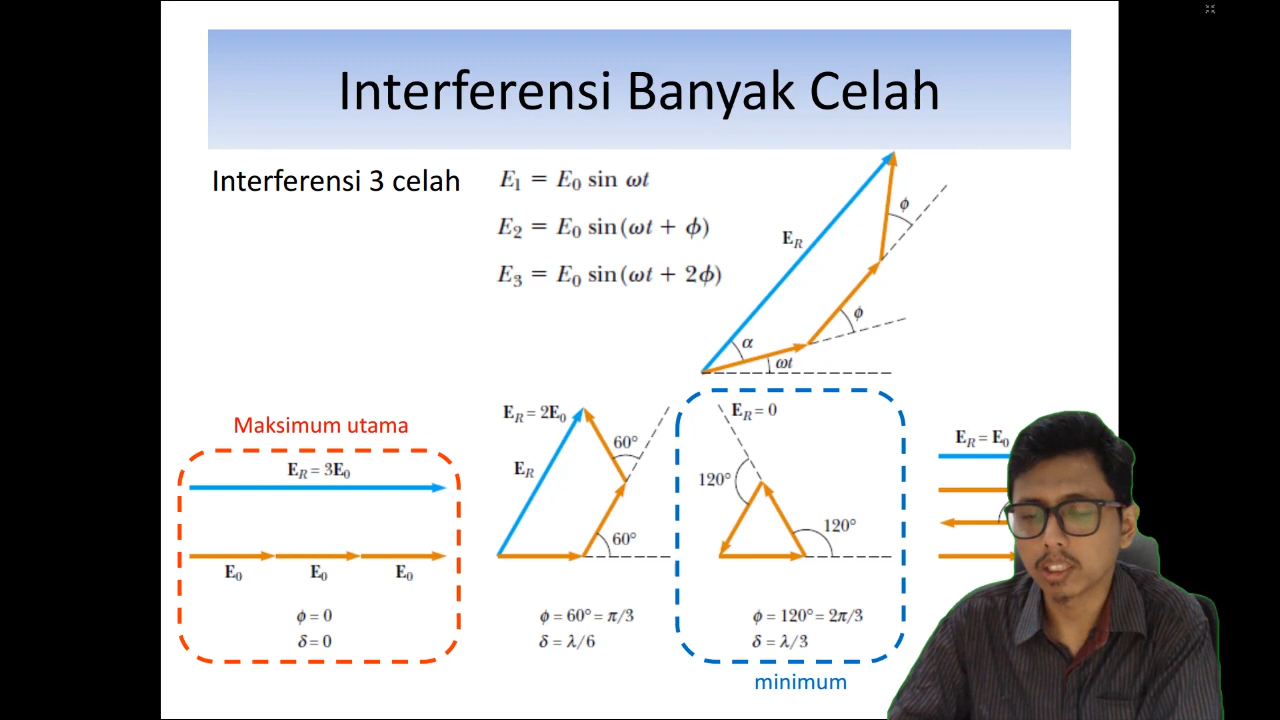 Interferensi Banyak Celah
Interferensi 3 celah
E₁ = E₀ sin ωt
E₂ = E₀ sin(ωt + ϕ)
E₃ = E₀ sin(ωt + 2ϕ)
E_R
ϕ
ϕ
α
ωt
Maksimum utama
E_R = 3E₀
E₀ E₀ E₀
ϕ = 0
δ = 0
E_R = 2E₀
E_R
60°
60°
ϕ = 60° = π/3
δ = λ/6
E_R = 0
120°
120°
ϕ = 120° = 2π/3
δ = λ/3
minimum
E_R = E₀